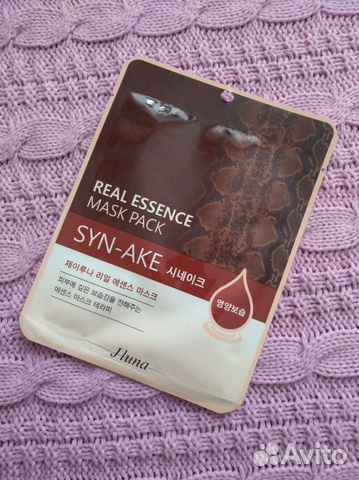 REAL ESSENCE
MASK PACK
SYN-AKE 시네이크
제이루나 리얼 에센스 마스크
피부에 깊은 보습감을 전해주는
에센스 마스크 테라피
영양보습
Jluna
Avito